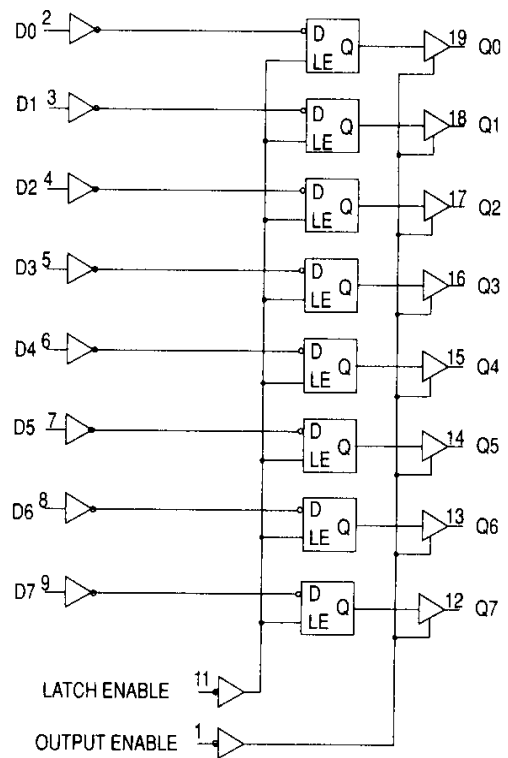 D0 2 D Q LE 19 Q0
D1 3 D Q LE 18 Q1
D2 4 D Q LE 17 Q2
D3 5 D Q LE 16 Q3
D4 6 D Q LE 15 Q4
D5 7 D Q LE 14 Q5
D6 8 D Q LE 13 Q6
D7 9 D Q LE 12 Q7
LATCH ENABLE 11
OUTPUT ENABLE 1